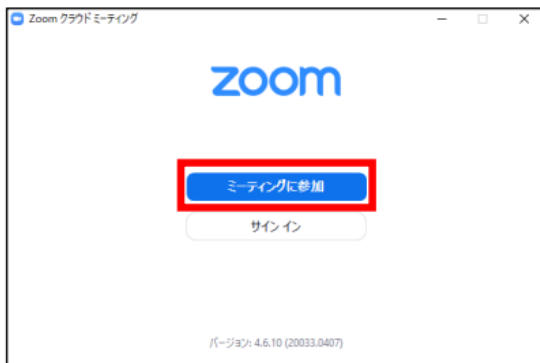 Zoom クラウド ミーティング
zoom
ミーティングに参加
サイン イン
バージョン: 4.6.10 (20033.0407)